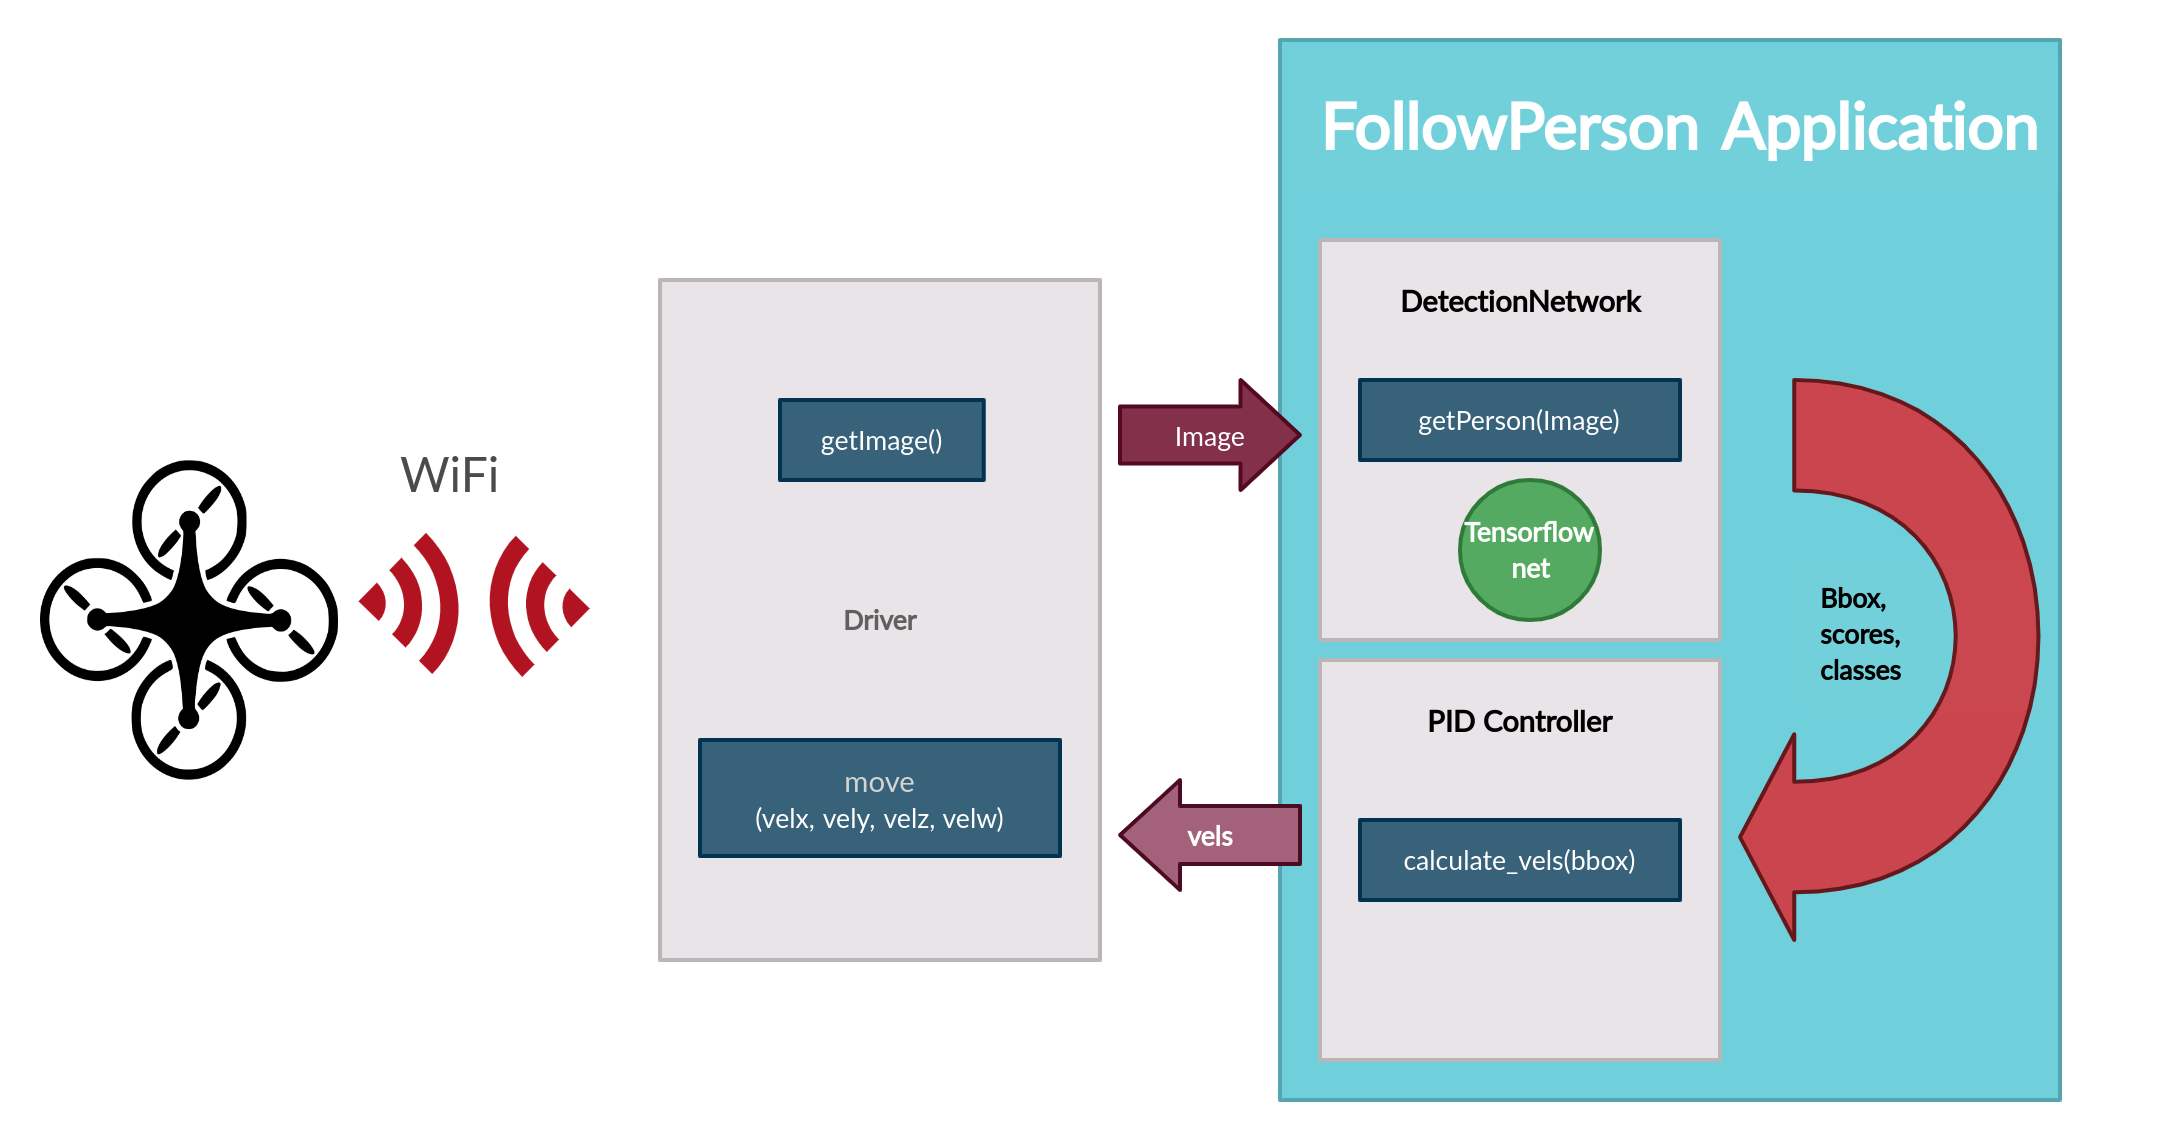 FollowPerson Application
WiFi
getImage()
Driver
move
(velx, vely, velz, velw)
Image
vels
DetectionNetwork
getPerson(Image)
Tensorflow
net
PID Controller
calculate_vels(bbox)
Bbox,
scores,
classes